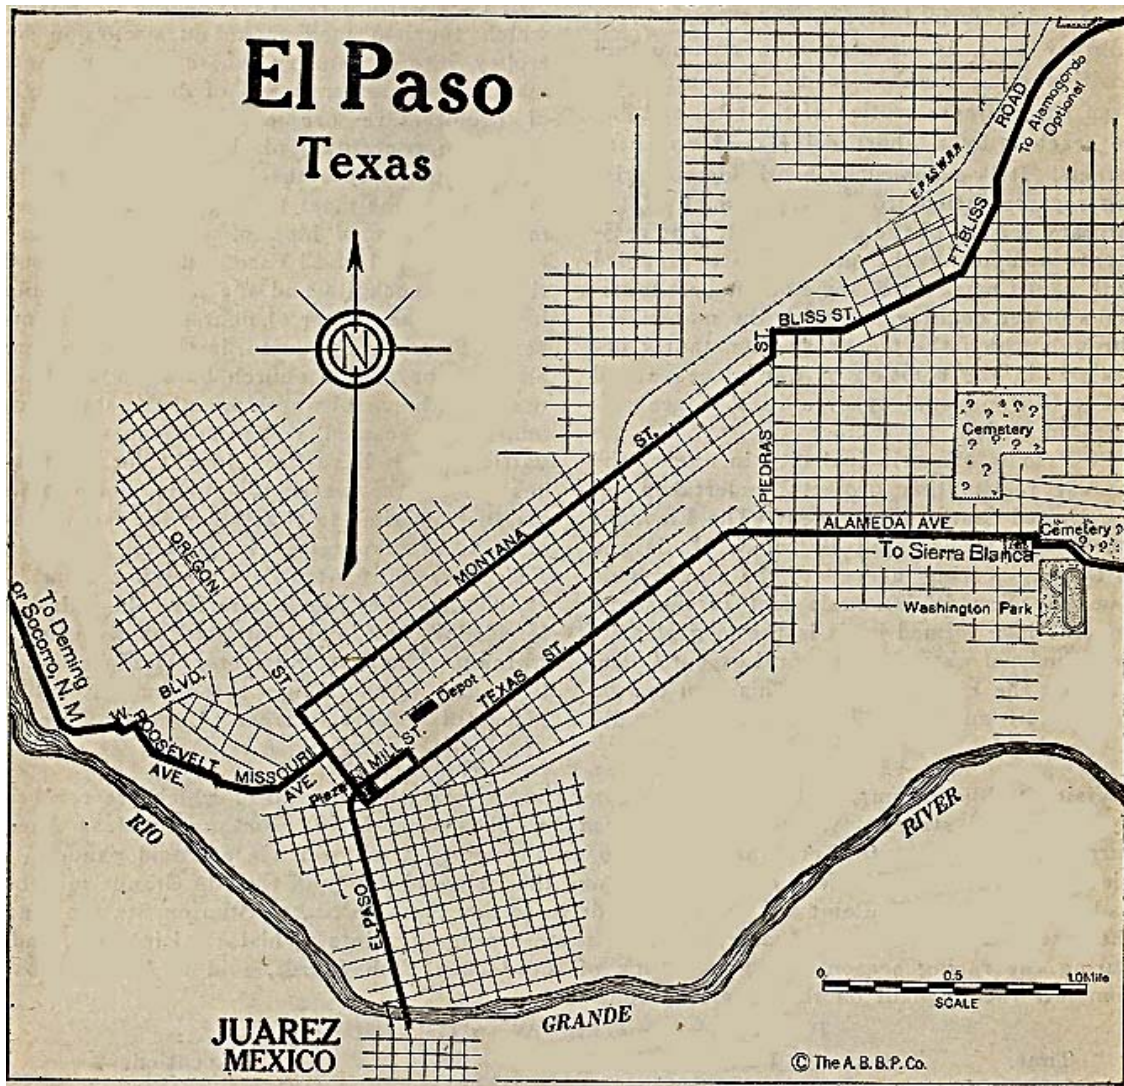 El Paso
Texas
N
ROAD
To Alamogordo
Optional
E.P.& S.W.R.R.
FT. BLISS
BLISS ST.
ST.
PIEDRAS
Cemetery
MONTANA
ST.
ALAMEDA AVE.
Cemetery
To Sierra Blanca
Washington Park
OREGON
ST.
To Deming
or Socorro, N.M.
BLVD.
W. ROOSEVELT
AVE.
MISSOURI
AVE.
Depot
TEXAS
ST.
MILL ST.
Plaza
RIO
RIVER
EL PASO
GRANDE
JUAREZ
MEXICO
0. 0.5 1.0 Mile
SCALE
© The A. B. B. P. Co.